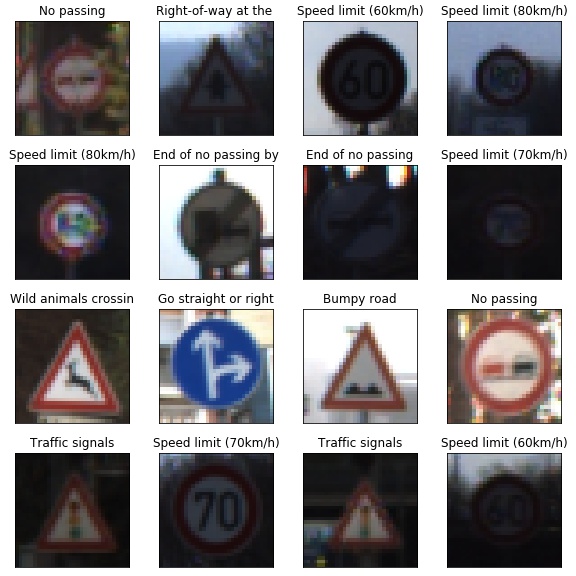 No passing
Right-of-way at the
Speed limit (60km/h)
Speed limit (80km/h)
60
80
Speed limit (80km/h)
End of no passing by
End of no passing
Speed limit (70km/h)
Wild animals crossin
Go straight or right
Bumpy road
No passing
Traffic signals
Speed limit (70km/h)
Traffic signals
Speed limit (60km/h)
70
60